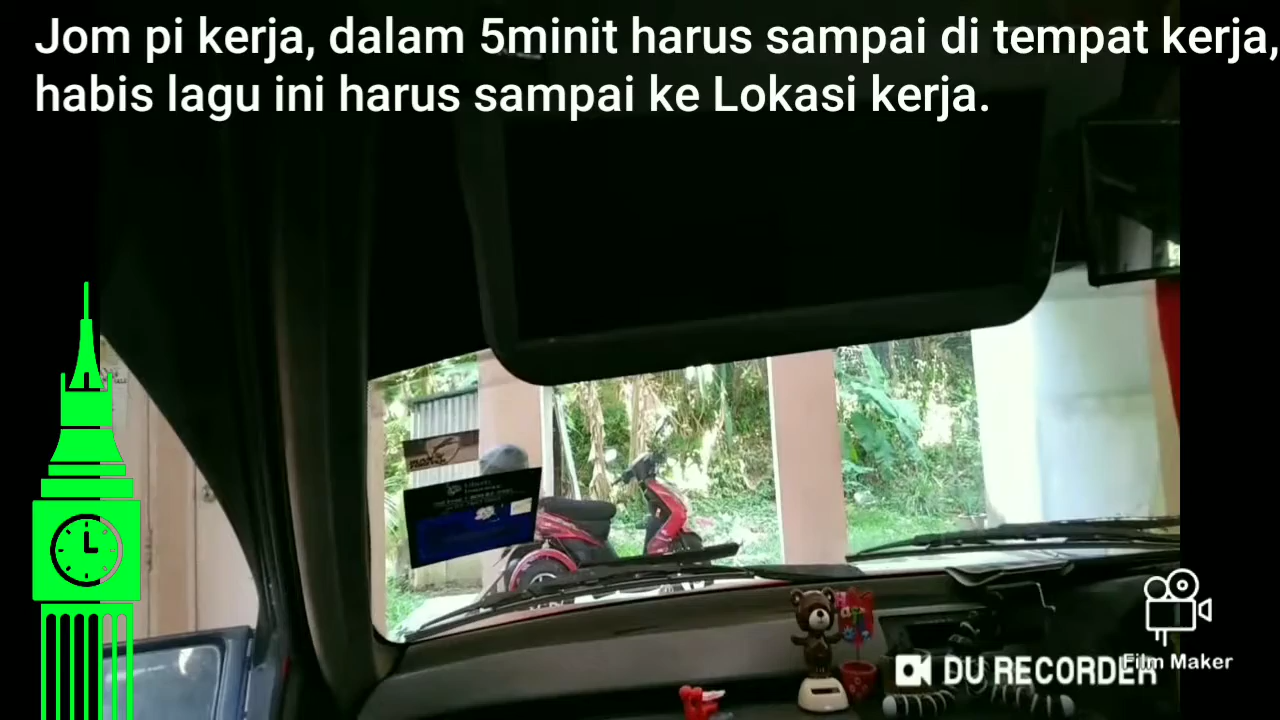 Jom pi kerja, dalam 5minit harus sampai di tempat kerja,
habis lagu ini harus sampai ke Lokasi kerja.
DU RECORDER
Film Maker